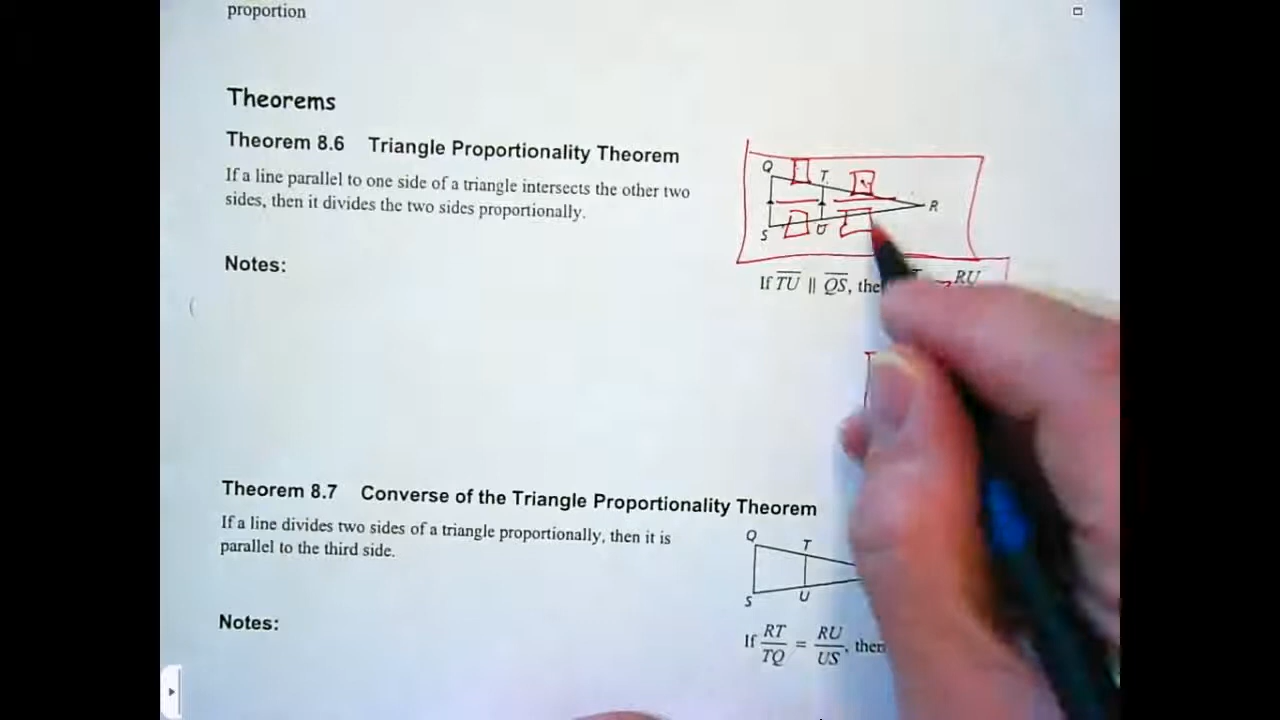 proportion
Theorems
Theorem 8.6 Triangle Proportionality Theorem
If a line parallel to one side of a triangle intersects the other two
sides, then it divides the two sides proportionally.
Q T R
S U
If TU || QS, the RU
Notes:
Theorem 8.7 Converse of the Triangle Proportionality Theorem
If a line divides two sides of a triangle proportionally, then it is
parallel to the third side.
Q T
S U
If RT/TQ = RU/US, then
Notes: